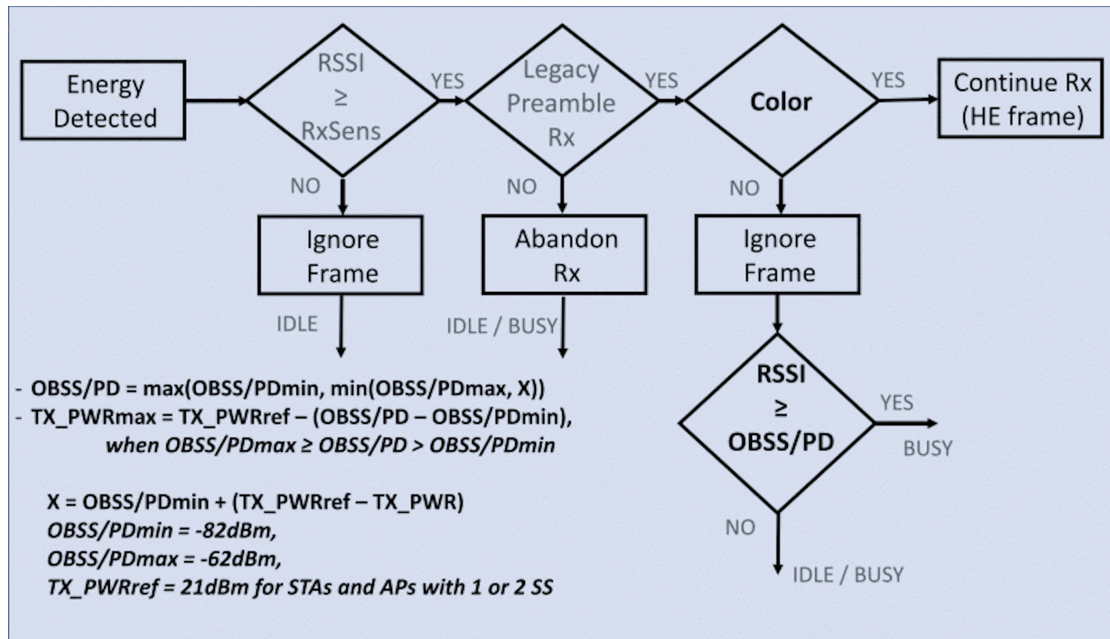 Energy
Detected
RSSI
≥
RxSens
YES
Legacy
Preamble
Rx
YES
Color
YES
Continue Rx
(HE frame)
NO
NO
NO
Ignore
Frame
Abandon
Rx
Ignore
Frame
IDLE
IDLE / BUSY
RSSI
≥
OBSS/PD
YES
BUSY
NO
IDLE / BUSY
- OBSS/PD = max(OBSS/PDmin, min(OBSS/PDmax, X))
- TX_PWRmax = TX_PWRref – (OBSS/PD – OBSS/PDmin),
when OBSS/PDmax ≥ OBSS/PD > OBSS/PDmin
X = OBSS/PDmin + (TX_PWRref – TX_PWR)
OBSS/PDmin = -82dBm,
OBSS/PDmax = -62dBm,
TX_PWRref = 21dBm for STAs and APs with 1 or 2 SS